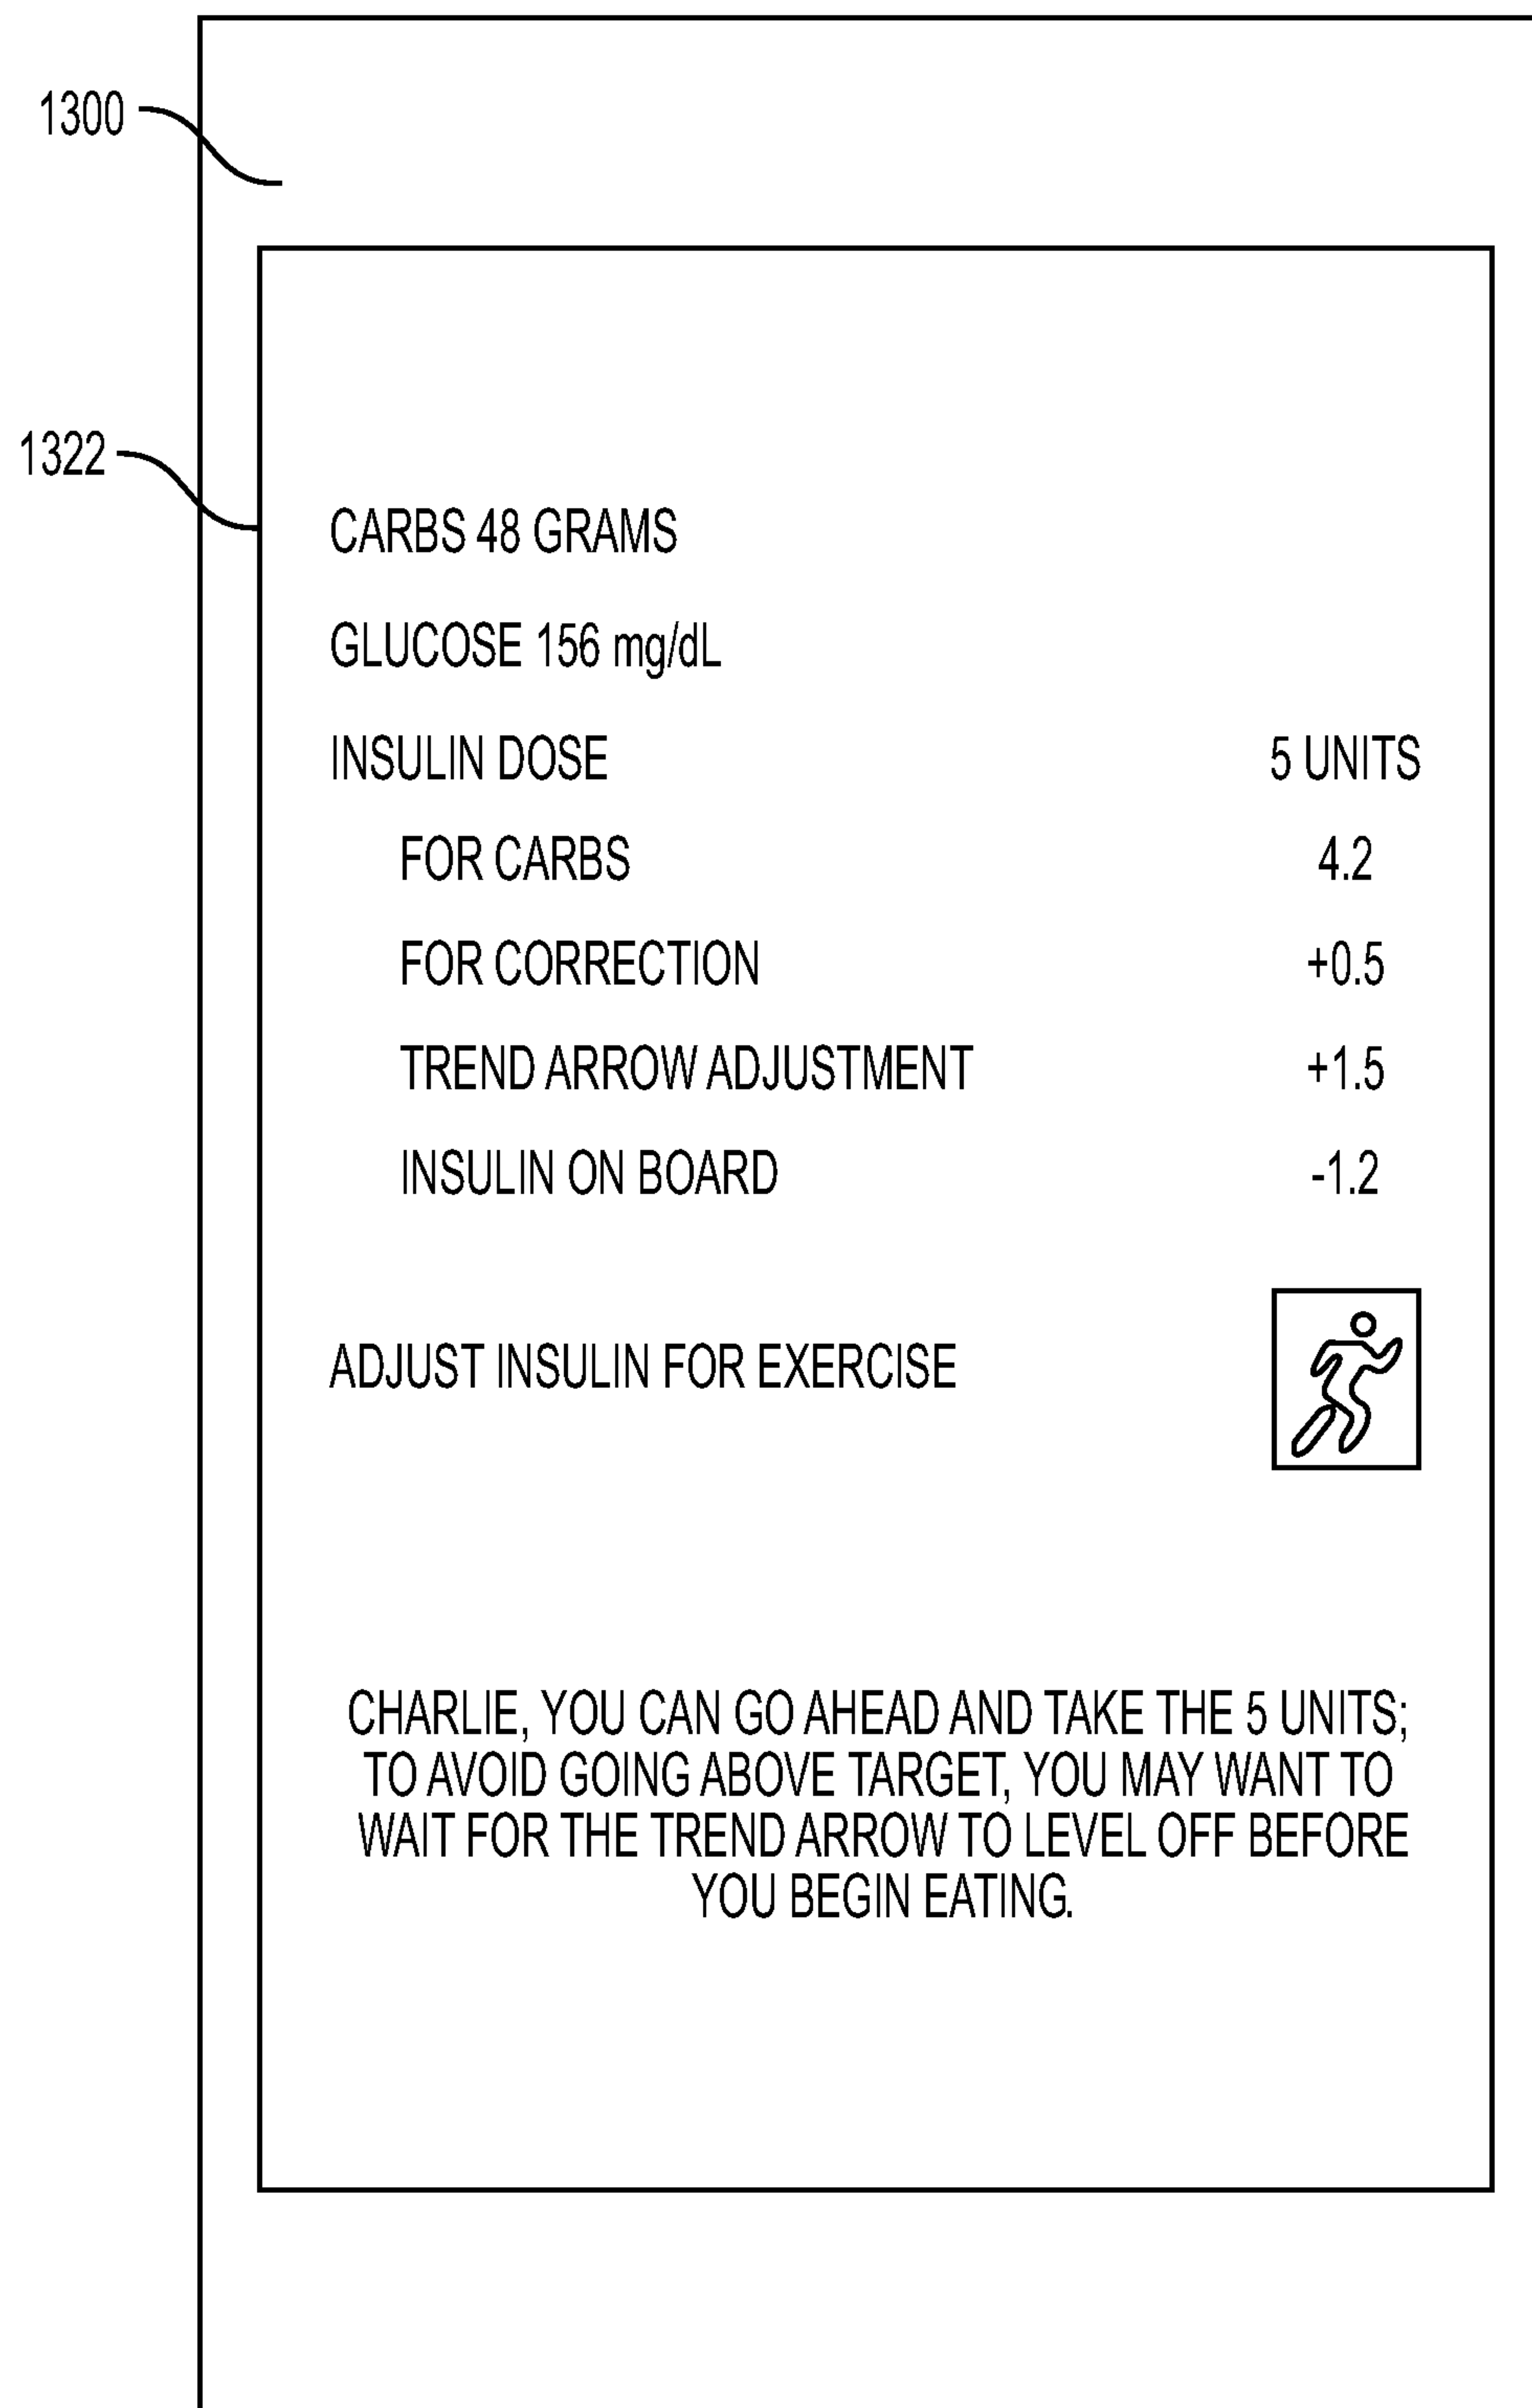 1300
1322
CARBS 48 GRAMS
GLUCOSE 156 mg/dL
INSULIN DOSE 5 UNITS
FOR CARBS 4.2
FOR CORRECTION +0.5
TREND ARROW ADJUSTMENT +1.5
INSULIN ON BOARD -1.2
ADJUST INSULIN FOR EXERCISE
CHARLIE, YOU CAN GO AHEAD AND TAKE THE 5 UNITS;
TO AVOID GOING ABOVE TARGET, YOU MAY WANT TO
WAIT FOR THE TREND ARROW TO LEVEL OFF BEFORE
YOU BEGIN EATING.